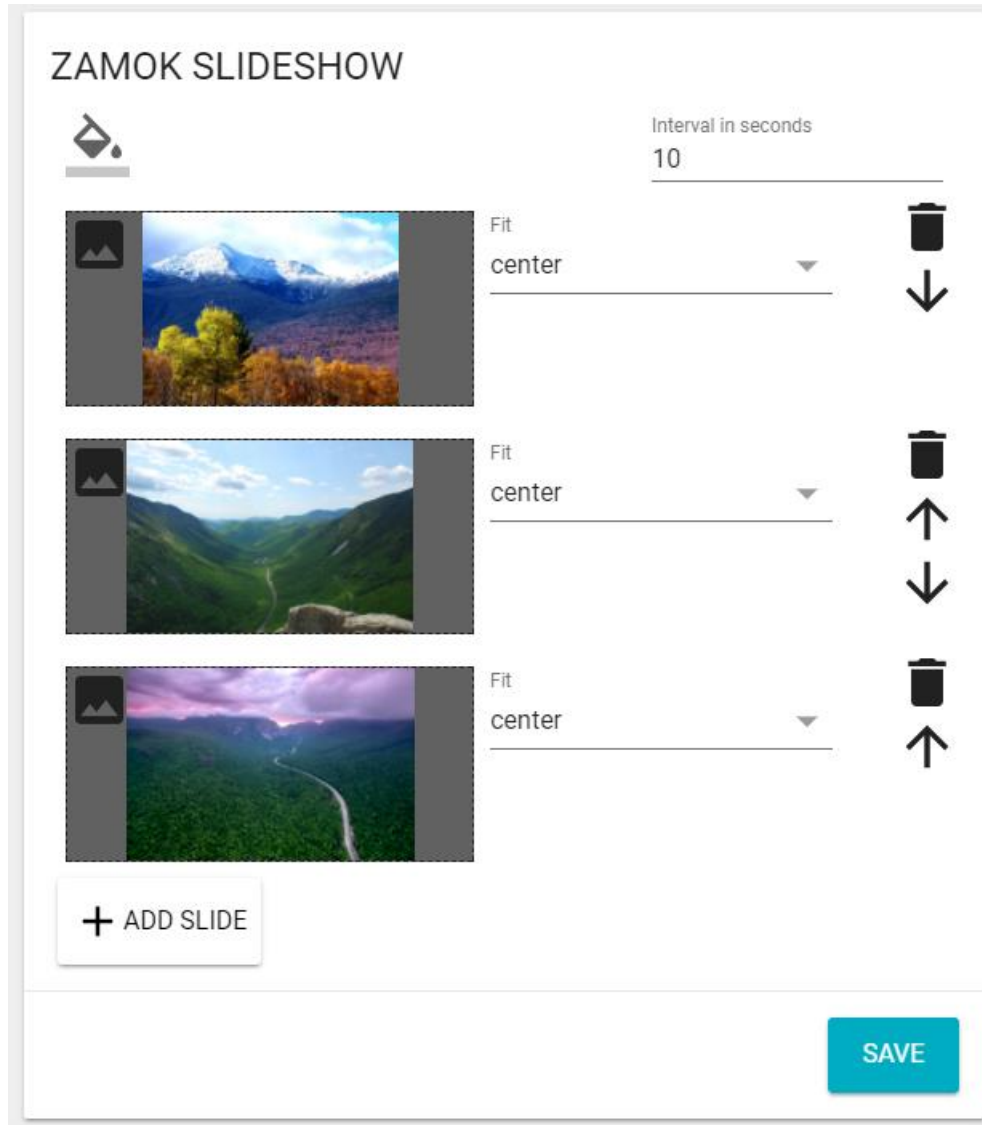 ZAMOK SLIDESHOW
Interval in seconds
10
Fit
center
Fit
center
Fit
center
ADD SLIDE
SAVE